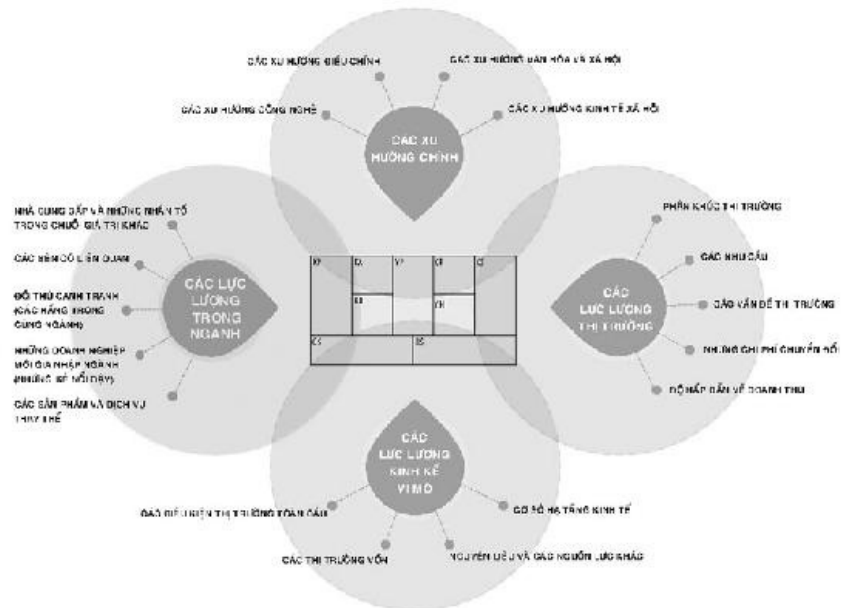 CÁC XU HƯỚNG ĐIỀU CHỈNH
CÁC XU HƯỚNG VĂN HÓA VÀ XÃ HỘI
CÁC XU HƯỚNG CÔNG NGHỆ
CÁC XU HƯỚNG KINH TẾ XÃ HỘI
CÁC XU
HƯỚNG CHÍNH
NHÀ CUNG CẤP VÀ NHỮNG NHÂN TỐ
TRONG CHUỖI GIÁ TRỊ KHÁC
CÁC BÊN CÓ LIÊN QUAN
ĐỐI THỦ CẠNH TRANH
(CÁC HÃNG TRONG
CÙNG NGÀNH)
NHỮNG DOANH NGHIỆP
MỚI GIA NHẬP NGÀNH
(NHỮNG KẺ NỔI DẬY)
CÁC SẢN PHẨM VÀ DỊCH VỤ
THAY THẾ
CÁC LỰC
LƯỢNG
TRONG
NGÀNH
PHÂN KHÚC THỊ TRƯỜNG
CÁC NHU CẦU
CÁC VẤN ĐỀ THỊ TRƯỜNG
NHỮNG CHI PHÍ CHUYỂN ĐỔI
ĐỘ HẤP DẪN VỀ DOANH THU
CÁC
LỰC LƯỢNG
THỊ TRƯỜNG
CÁC
LỰC LƯỢNG
KINH KẾ
VĨ MÔ
CÁC ĐIỀU KIỆN THỊ TRƯỜNG TOÀN CẦU
CƠ SỞ HẠ TẦNG KINH TẾ
CÁC THỊ TRƯỜNG VỐN
NGUYÊN LIỆU VÀ CÁC NGUỒN LỰC KHÁC